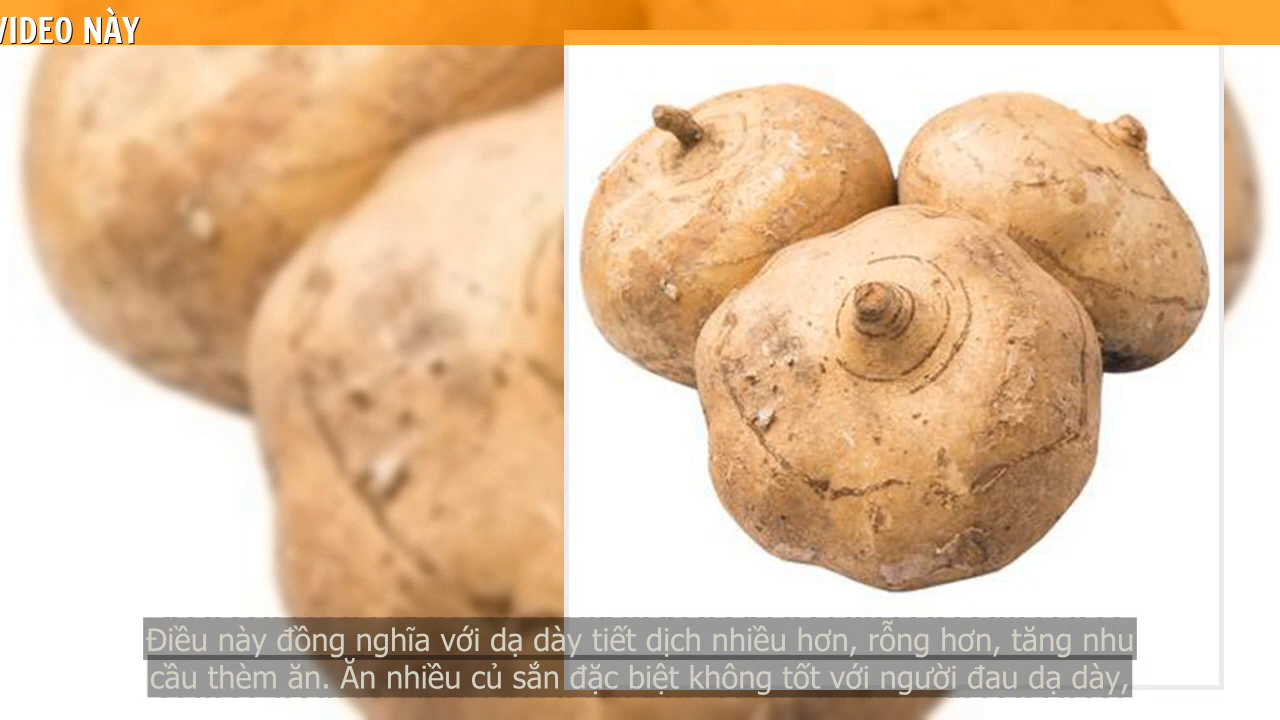 VIDEO NÀY
Điều này đồng nghĩa với dạ dày tiết dịch nhiều hơn, rỗng hơn, tăng nhu
cầu thèm ăn. Ăn nhiều củ sắn đặc biệt không tốt với người đau dạ dày,